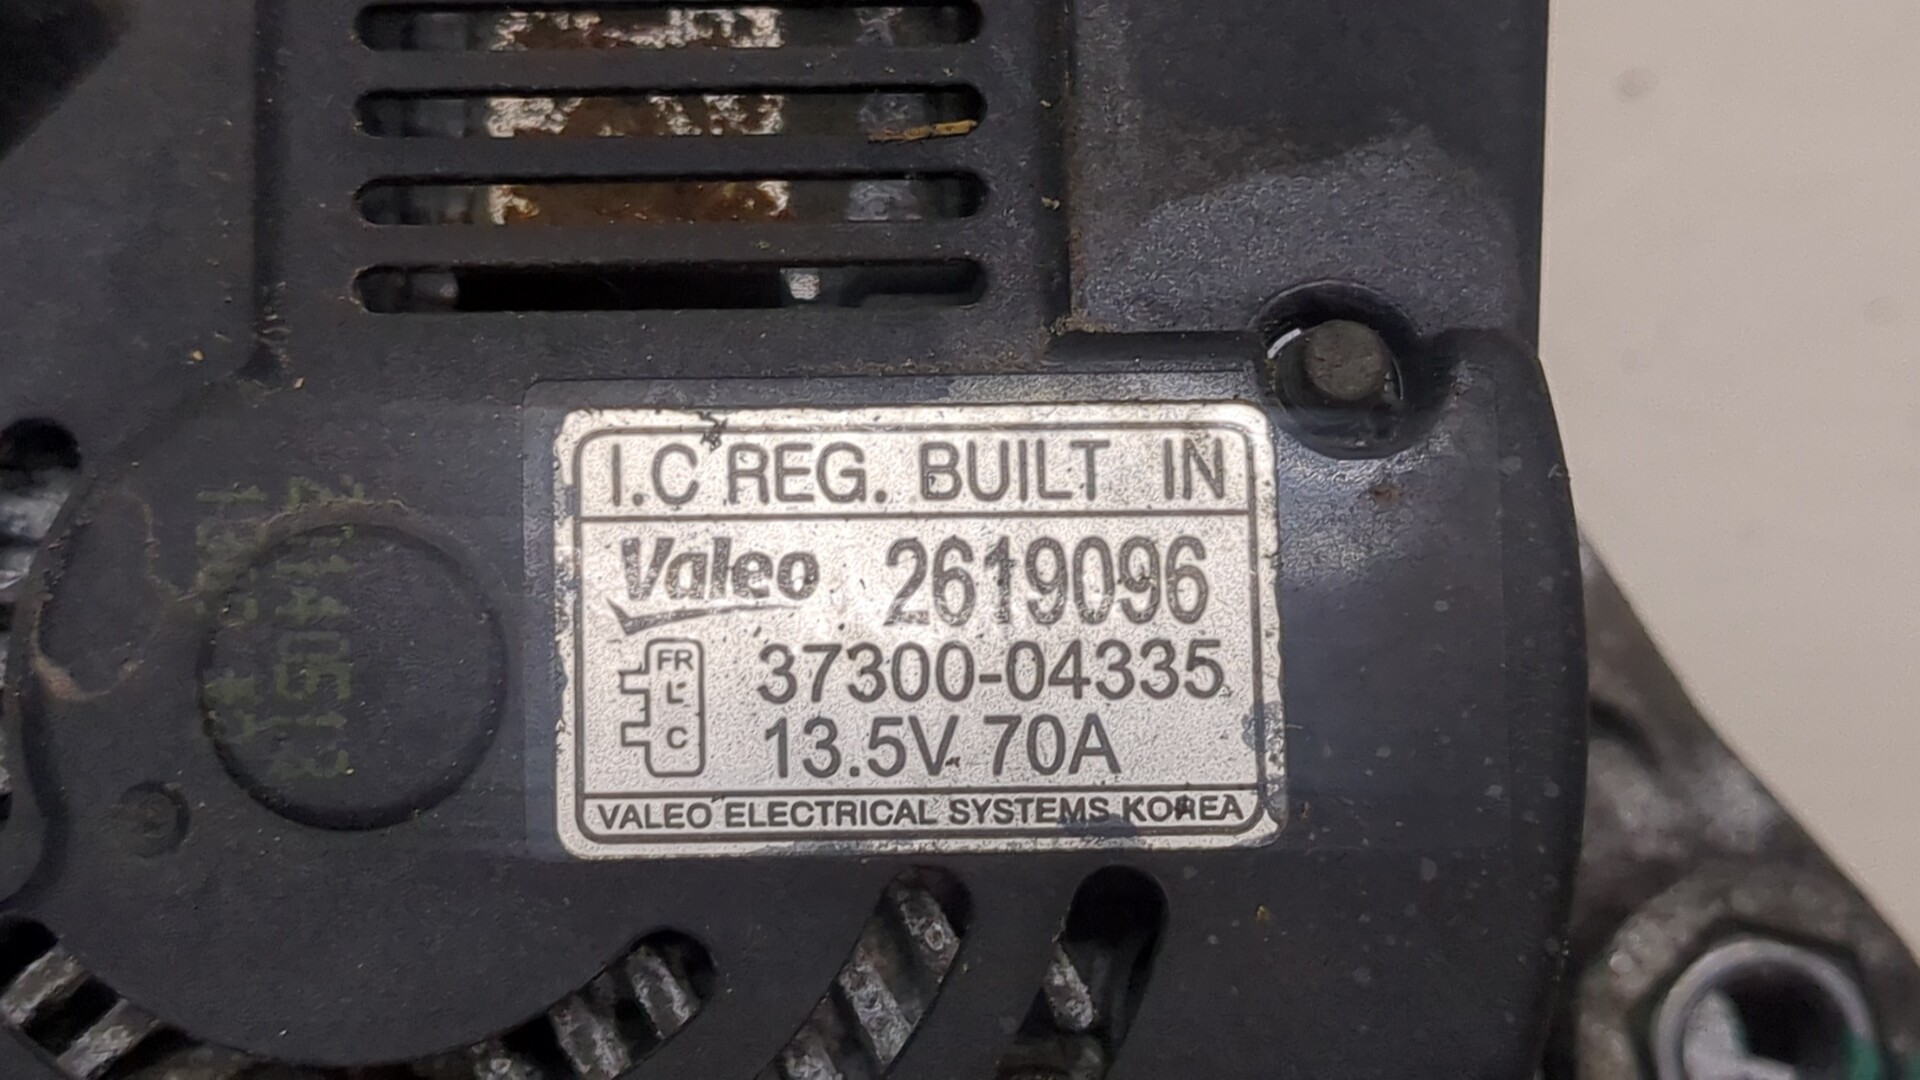 I.C REG. BUILT IN
Valeo 2619096
FR
L
C
37300-04335
13.5V 70A
VALEO ELECTRICAL SYSTEMS KOREA